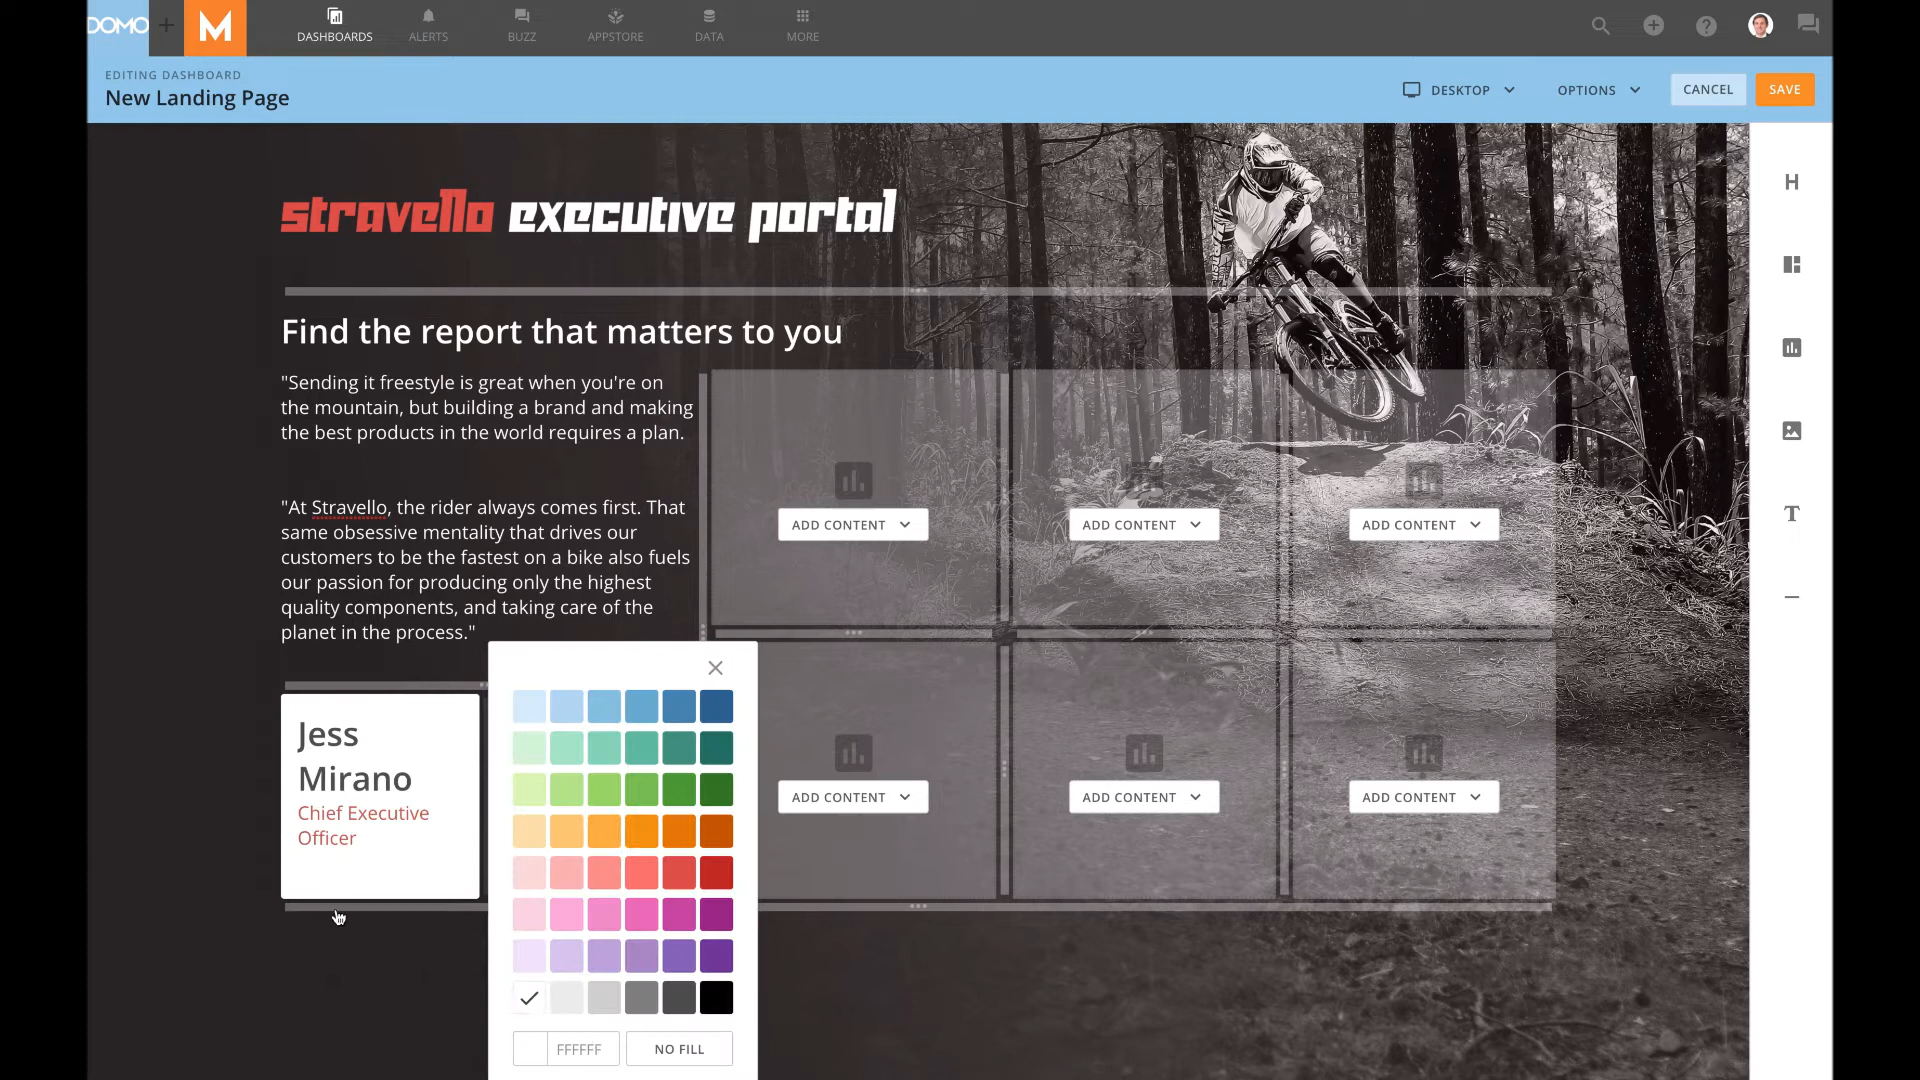 DOMO
M
DASHBOARDS
ALERTS
BUZZ
APPSTORE
DATA
MORE
EDITING DASHBOARD
New Landing Page
DESKTOP
OPTIONS
CANCEL
SAVE
stravello executive portal
H
Find the report that matters to you
"Sending it freestyle is great when you're on
the mountain, but building a brand and making
the best products in the world requires a plan.
"At Stravello, the rider always comes first. That
same obsessive mentality that drives our
customers to be the fastest on a bike also fuels
our passion for producing only the highest
quality components, and taking care of the
planet in the process."
ADD CONTENT
ADD CONTENT
ADD CONTENT
T
Jess
Mirano
Chief Executive
Officer
ADD CONTENT
ADD CONTENT
ADD CONTENT
FFFFFF
NO FILL